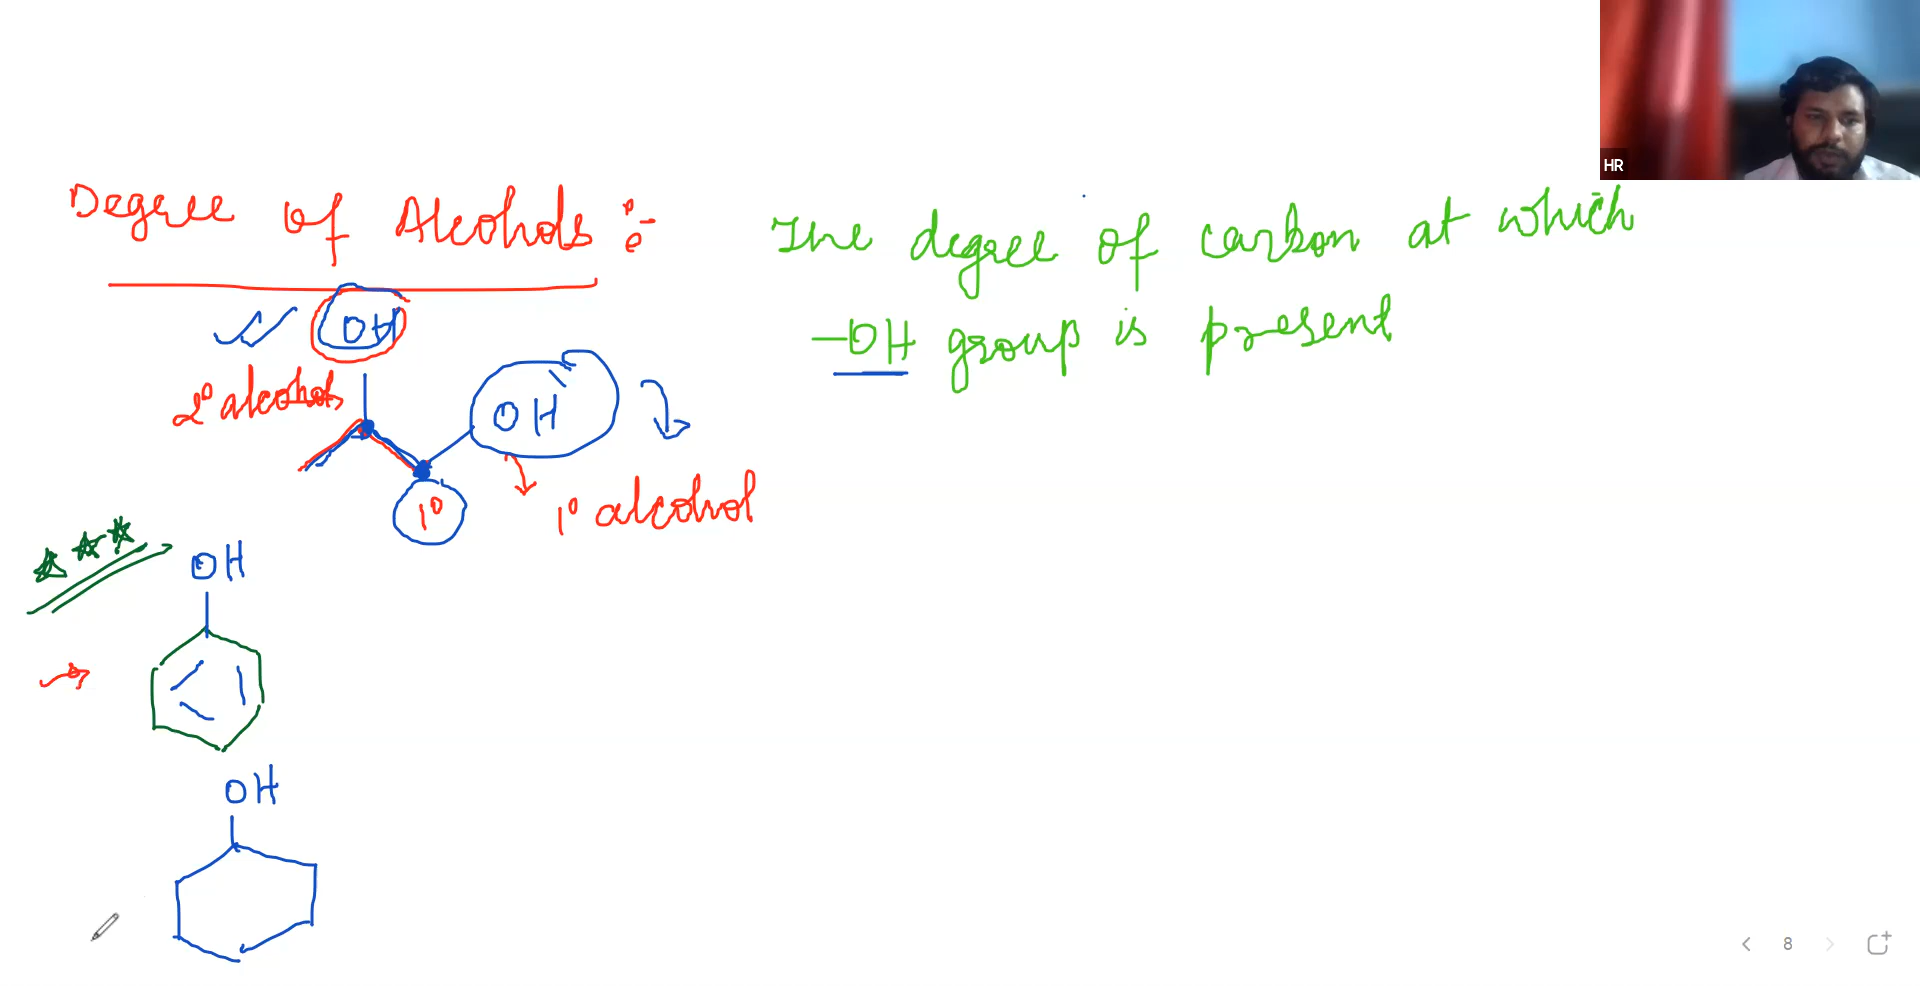 HR
Degree of Alcohols :-
The degree of carbon at which
-OH group is present
OH
2° alcohol
OH
1°
1° alcohol
OH
OH
8